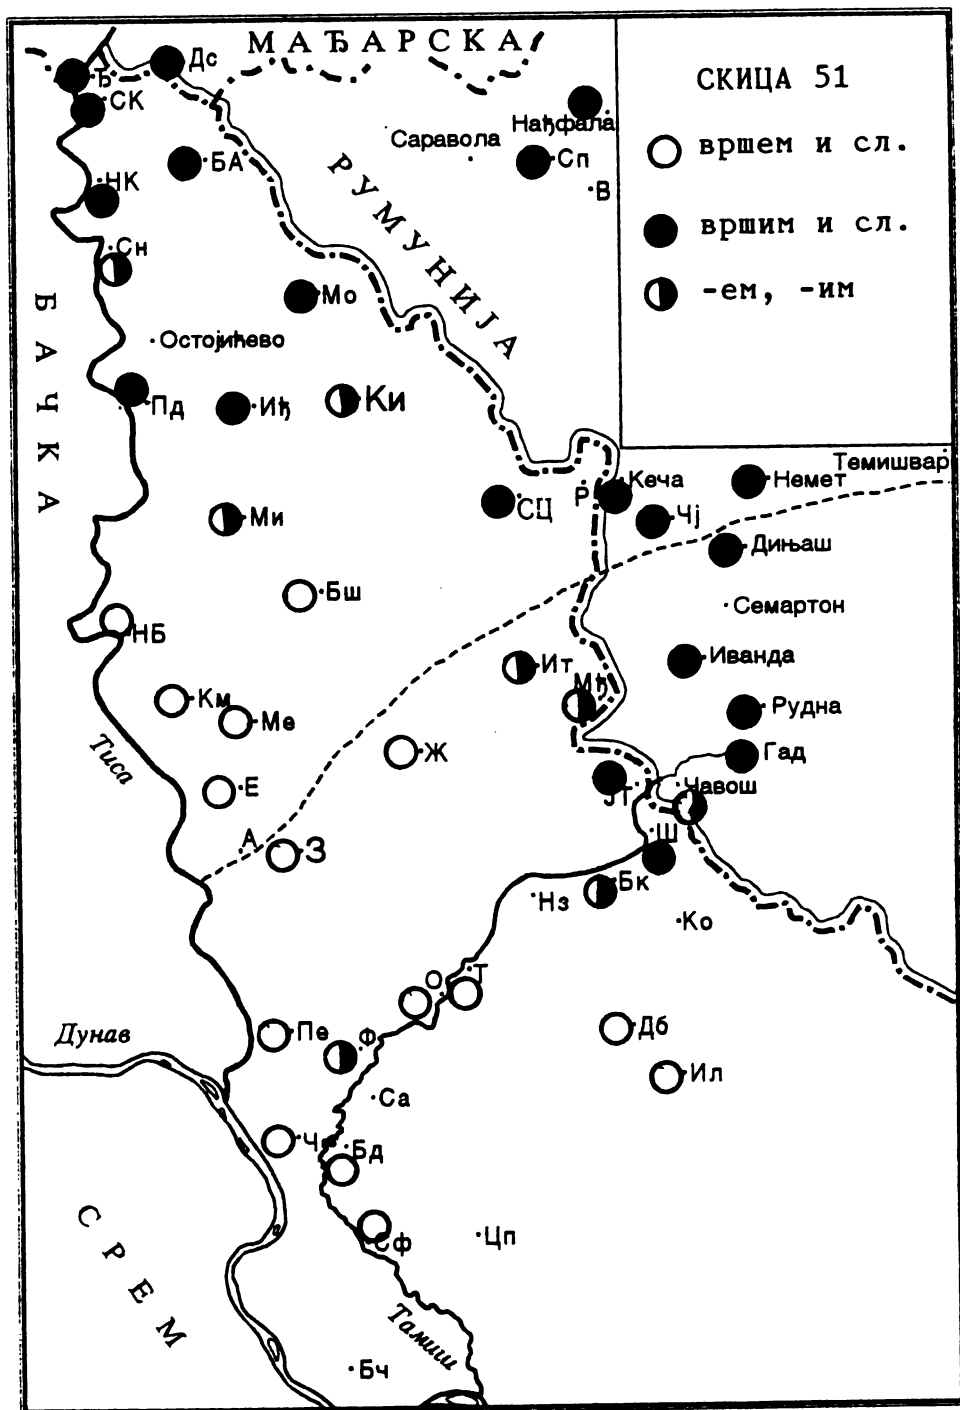 МАЂАРСКА
Ђ
Дс
СК
СКИЦА 51
вршем и сл.
вршим и сл.
-ем, -им
Нађфала
Саравола
Сп
В
БА
НК
РУМУНИЈА
Сн
БАЧКА
Мо
Остојићево
Пд
Иђ
Ки
Темишвар
Кеча
Немет
Р
СЦ
Чј
Ми
Дињаш
Бш
Семартон
НБ
Ит
Иванда
Мђ
Км
Ме
Рудна
Тиса
Ж
Гад
Е
ЈТ
Чавош
А
З
Ш
Бк
Нз
Ко
О
Т
Дунав
Пе
Ф
Дб
Ил
Са
Бд
СРЕМ
Сф
Цп
Тамиш
Бч